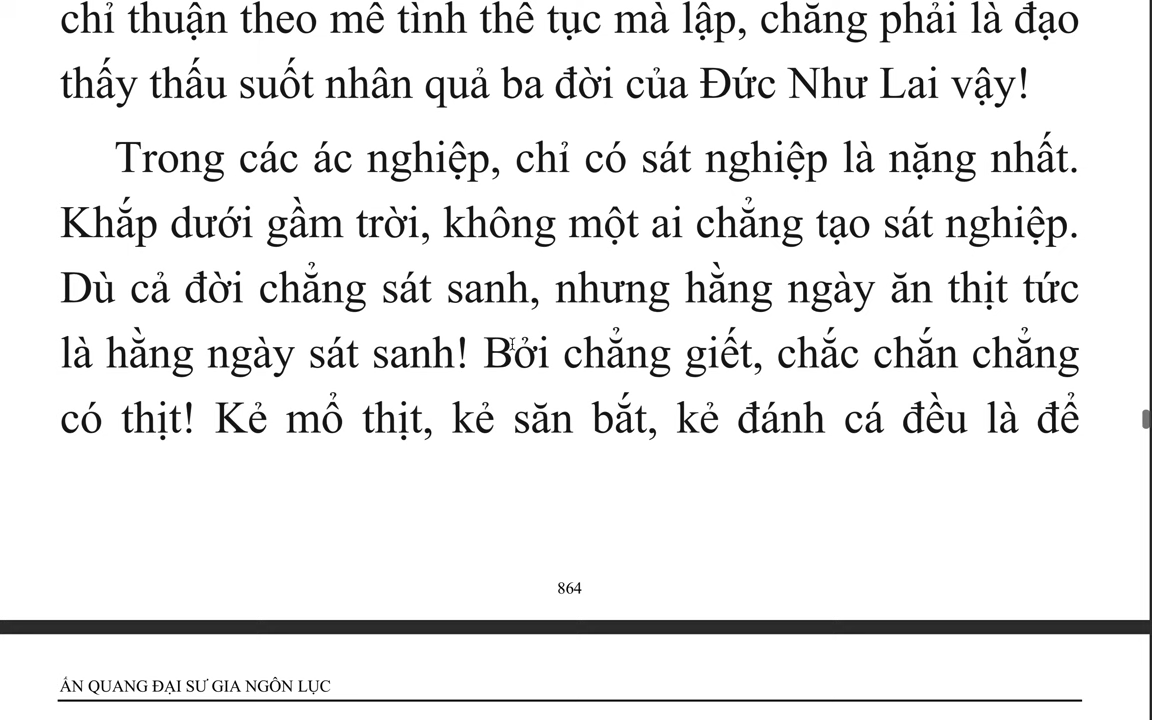 chỉ thuận theo mê tình thế tục mà lập, chẳng phải là đạo
thấy thấu suốt nhân quả ba đời của Đức Như Lai vậy!
Trong các ác nghiệp, chỉ có sát nghiệp là nặng nhất.
Khắp dưới gầm trời, không một ai chẳng tạo sát nghiệp.
Dù cả đời chẳng sát sanh, nhưng hằng ngày ăn thịt tức
là hằng ngày sát sanh! Bởi chẳng giết, chắc chắn chẳng
có thịt! Kẻ mổ thịt, kẻ săn bắt, kẻ đánh cá đều là để
864
ẤN QUANG ĐẠI SƯ GIA NGÔN LỤC